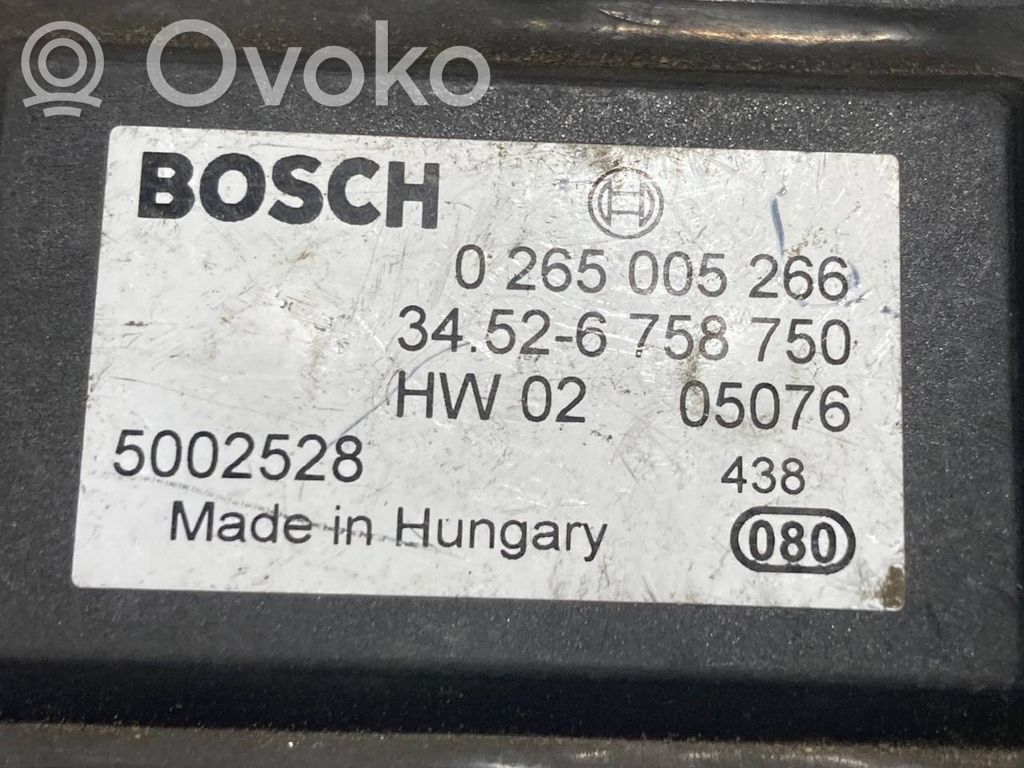 Ovoko
BOSCH
0 265 005 266
34.52-6 758 750
HW 02 05076
5002528 438
Made in Hungary 080